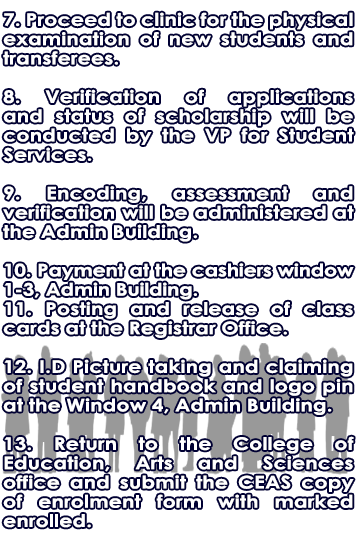 7. Proceed to clinic for the physical
examination of new students and
transferees.
8. Verification of applications
and status of scholarship will be
conducted by the VP for Student
Services.
9. Encoding, assessment and
verification will be administered at
the Admin Building.
10. Payment at the cashiers window
1-3, Admin Building.
11. Posting and release of class
cards at the Registrar Office.
12. I.D Picture taking and claiming
of student handbook and logo pin
at the Window 4, Admin Building.
13. Return to the College of
Education, Arts and Sciences
office and submit the CEAS copy
of enrolment form with marked
enrolled.